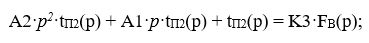 A2·p²·tП2(p) + A1·p·tП2(p) + tП2(p) = K3·FВ(p);